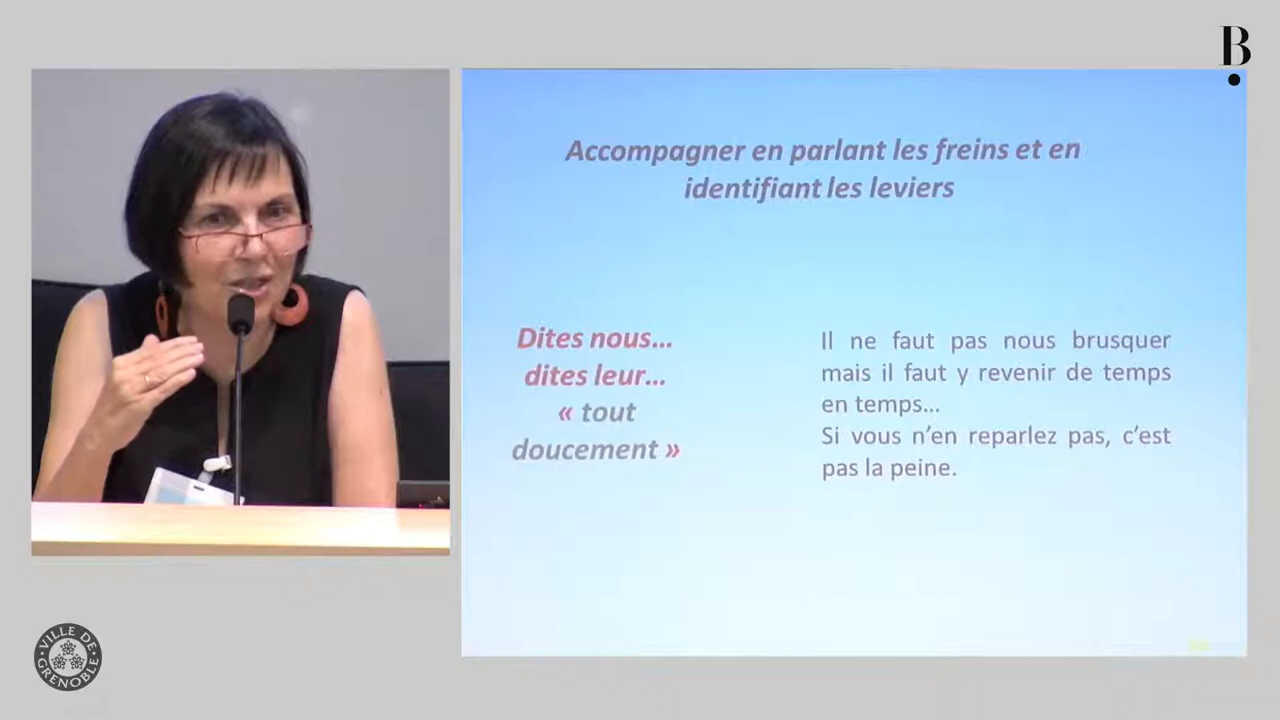 B
Accompagner en parlant les freins et en
identifiant les leviers
Dites nous...
dites leur...
« tout
doucement »
Il ne faut pas nous brusquer
mais il faut y revenir de temps
en temps...
Si vous n’en reparlez pas, c’est
pas la peine.
VILLE DE
GRENOBLE